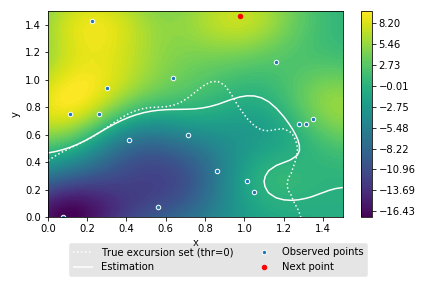 1.4
1.2
1.0
0.8
0.6
0.4
0.2
0.0
y
0.0 0.2 0.4 0.6 0.8 1.0 1.2 1.4
x
8.20
5.46
2.73
−0.01
−2.75
−5.48
−8.22
−10.96
−13.69
−16.43
True excursion set (thr=0)
Estimation
Observed points
Next point